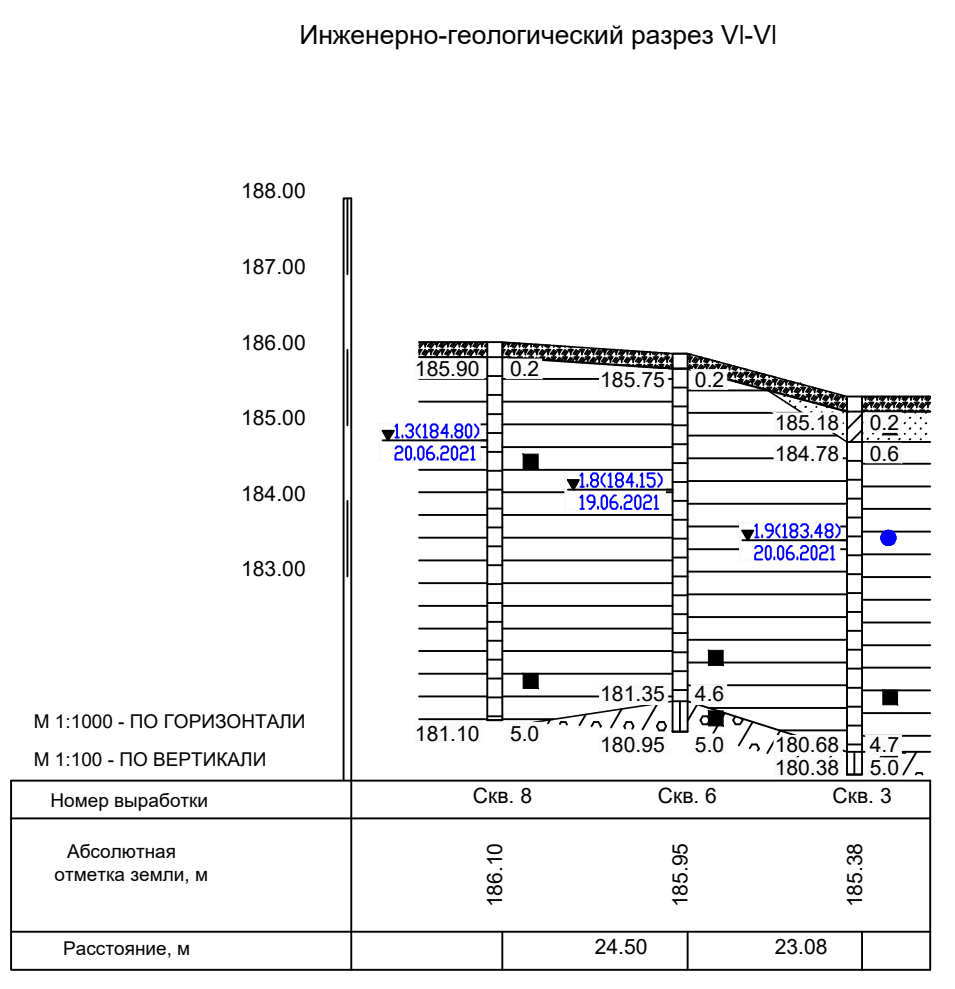 Инженерно-геологический разрез VI-VI
188.00
187.00
186.00
185.00
184.00
183.00
185.90 0.2
185.75 0.2
185.18 0.2
184.78 0.6
1.3(184.80)
20.06.2021
1.8(184.15)
19.06.2021
1.9(183.48)
20.06.2021
181.35 4.6
181.10 5.0
180.95 5.0
180.68 4.7
180.38 5.0
М 1:1000 - ПО ГОРИЗОНТАЛИ
М 1:100 - ПО ВЕРТИКАЛИ
Номер выработки Скв. 8 Скв. 6 Скв. 3
Абсолютная
отметка земли, м
186.10 185.95 185.38
Расстояние, м 24.50 23.08